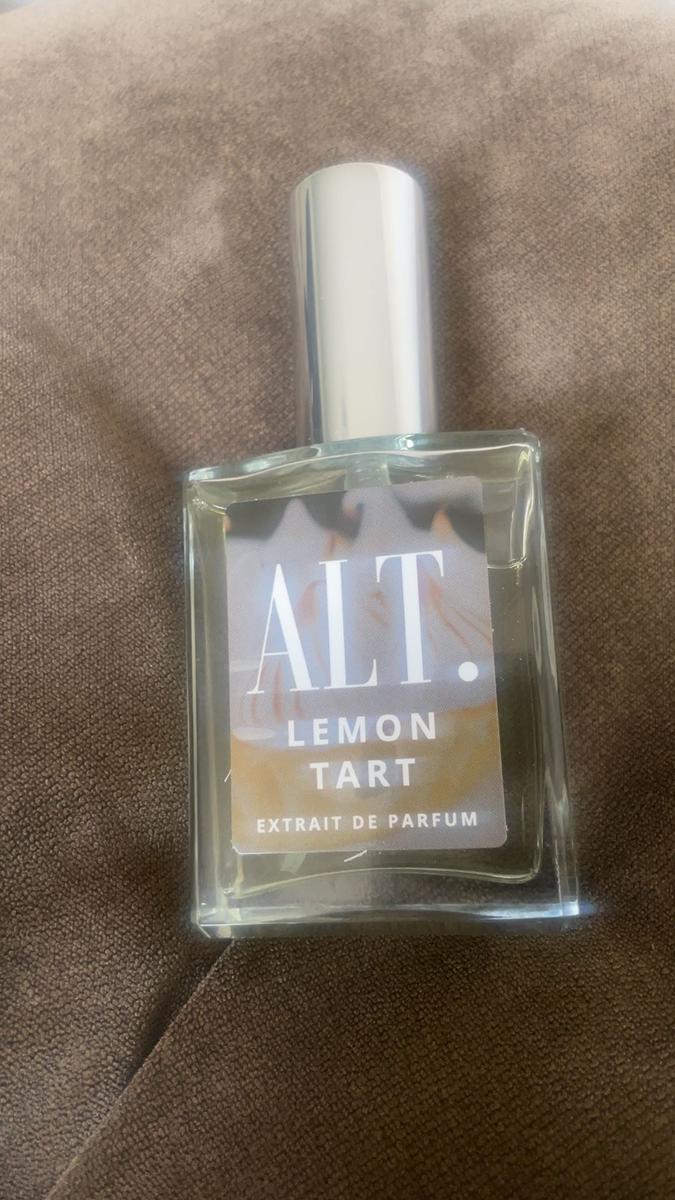 ALT.
LEMON
TART
EXTRAIT DE PARFUM